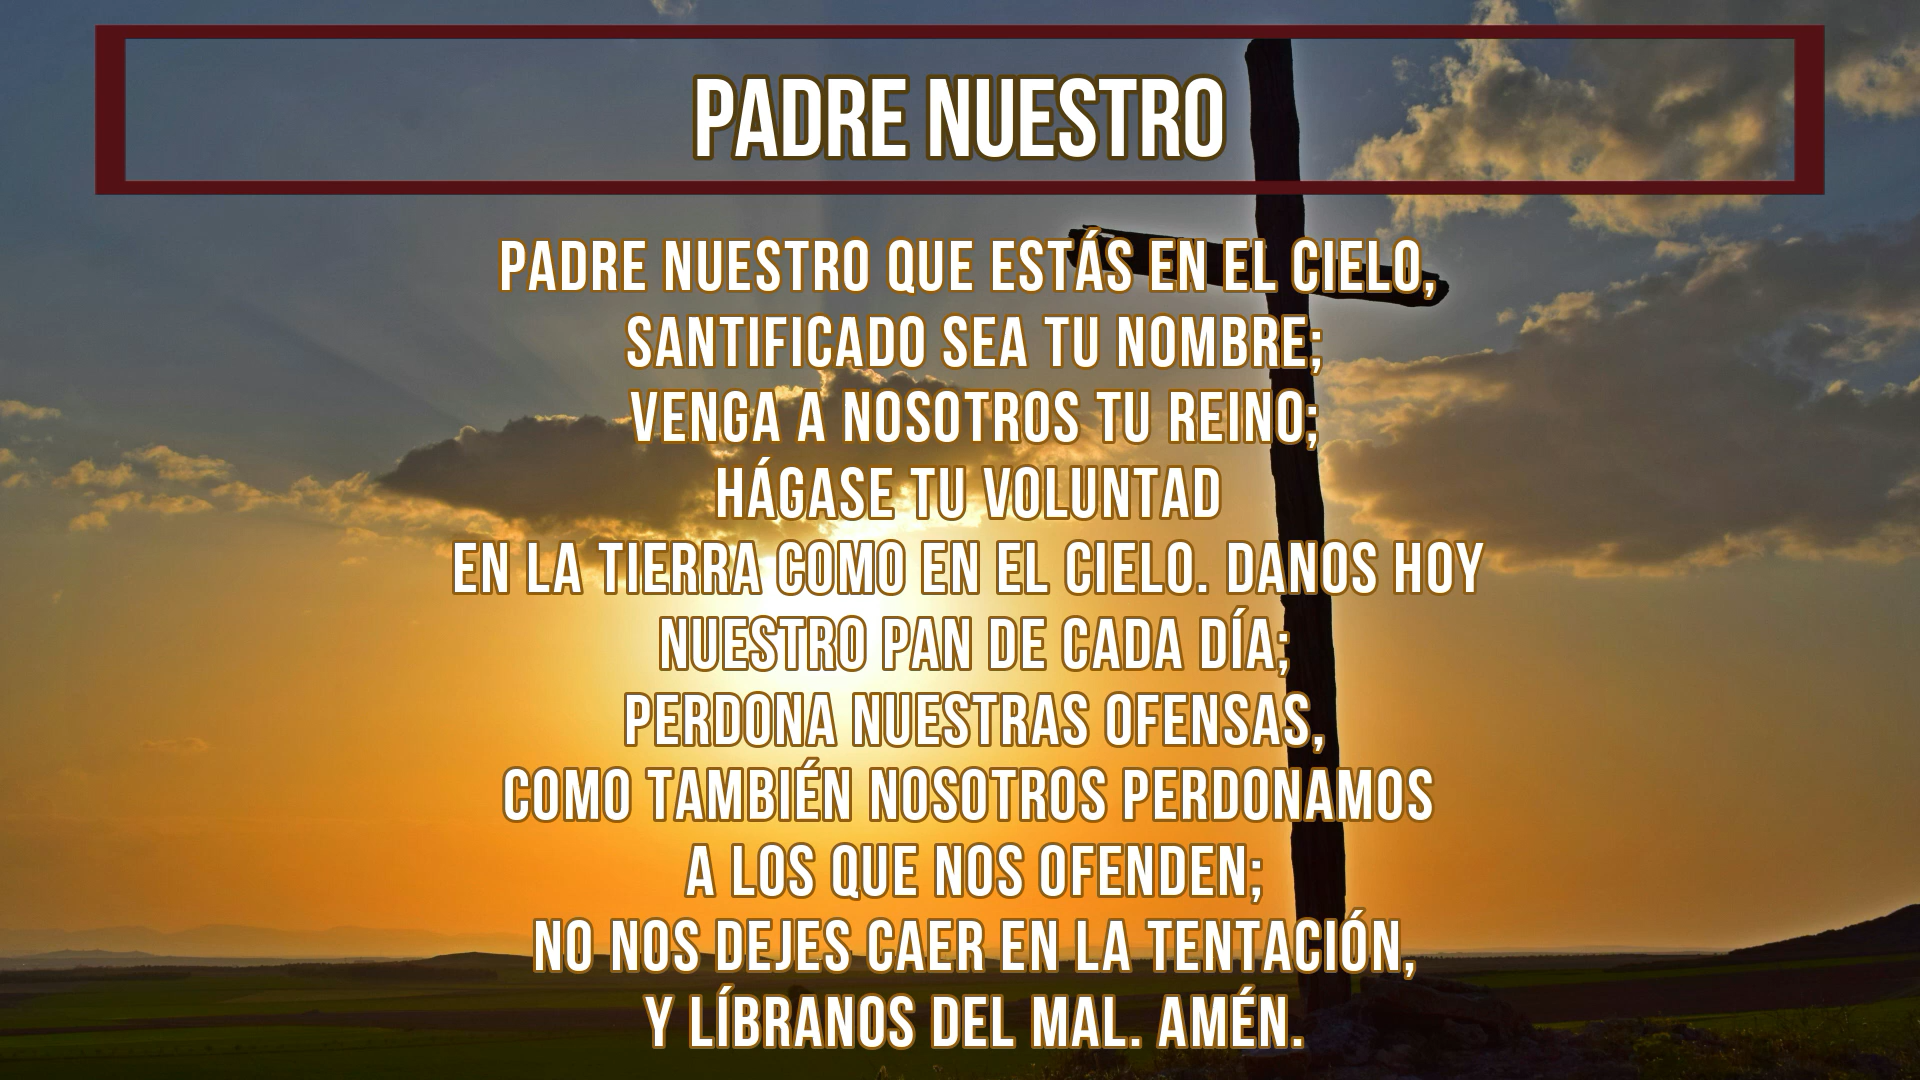 PADRE NUESTRO
PADRE NUESTRO QUE ESTÁS EN EL CIELO,
SANTIFICADO SEA TU NOMBRE;
VENGA A NOSOTROS TU REINO;
HÁGASE TU VOLUNTAD
EN LA TIERRA COMO EN EL CIELO. DANOS HOY
NUESTRO PAN DE CADA DÍA;
PERDONA NUESTRAS OFENSAS,
COMO TAMBIÉN NOSOTROS PERDONAMOS
A LOS QUE NOS OFENDEN;
NO NOS DEJES CAER EN LA TENTACIÓN,
Y LÍBRANOS DEL MAL. AMÉN.